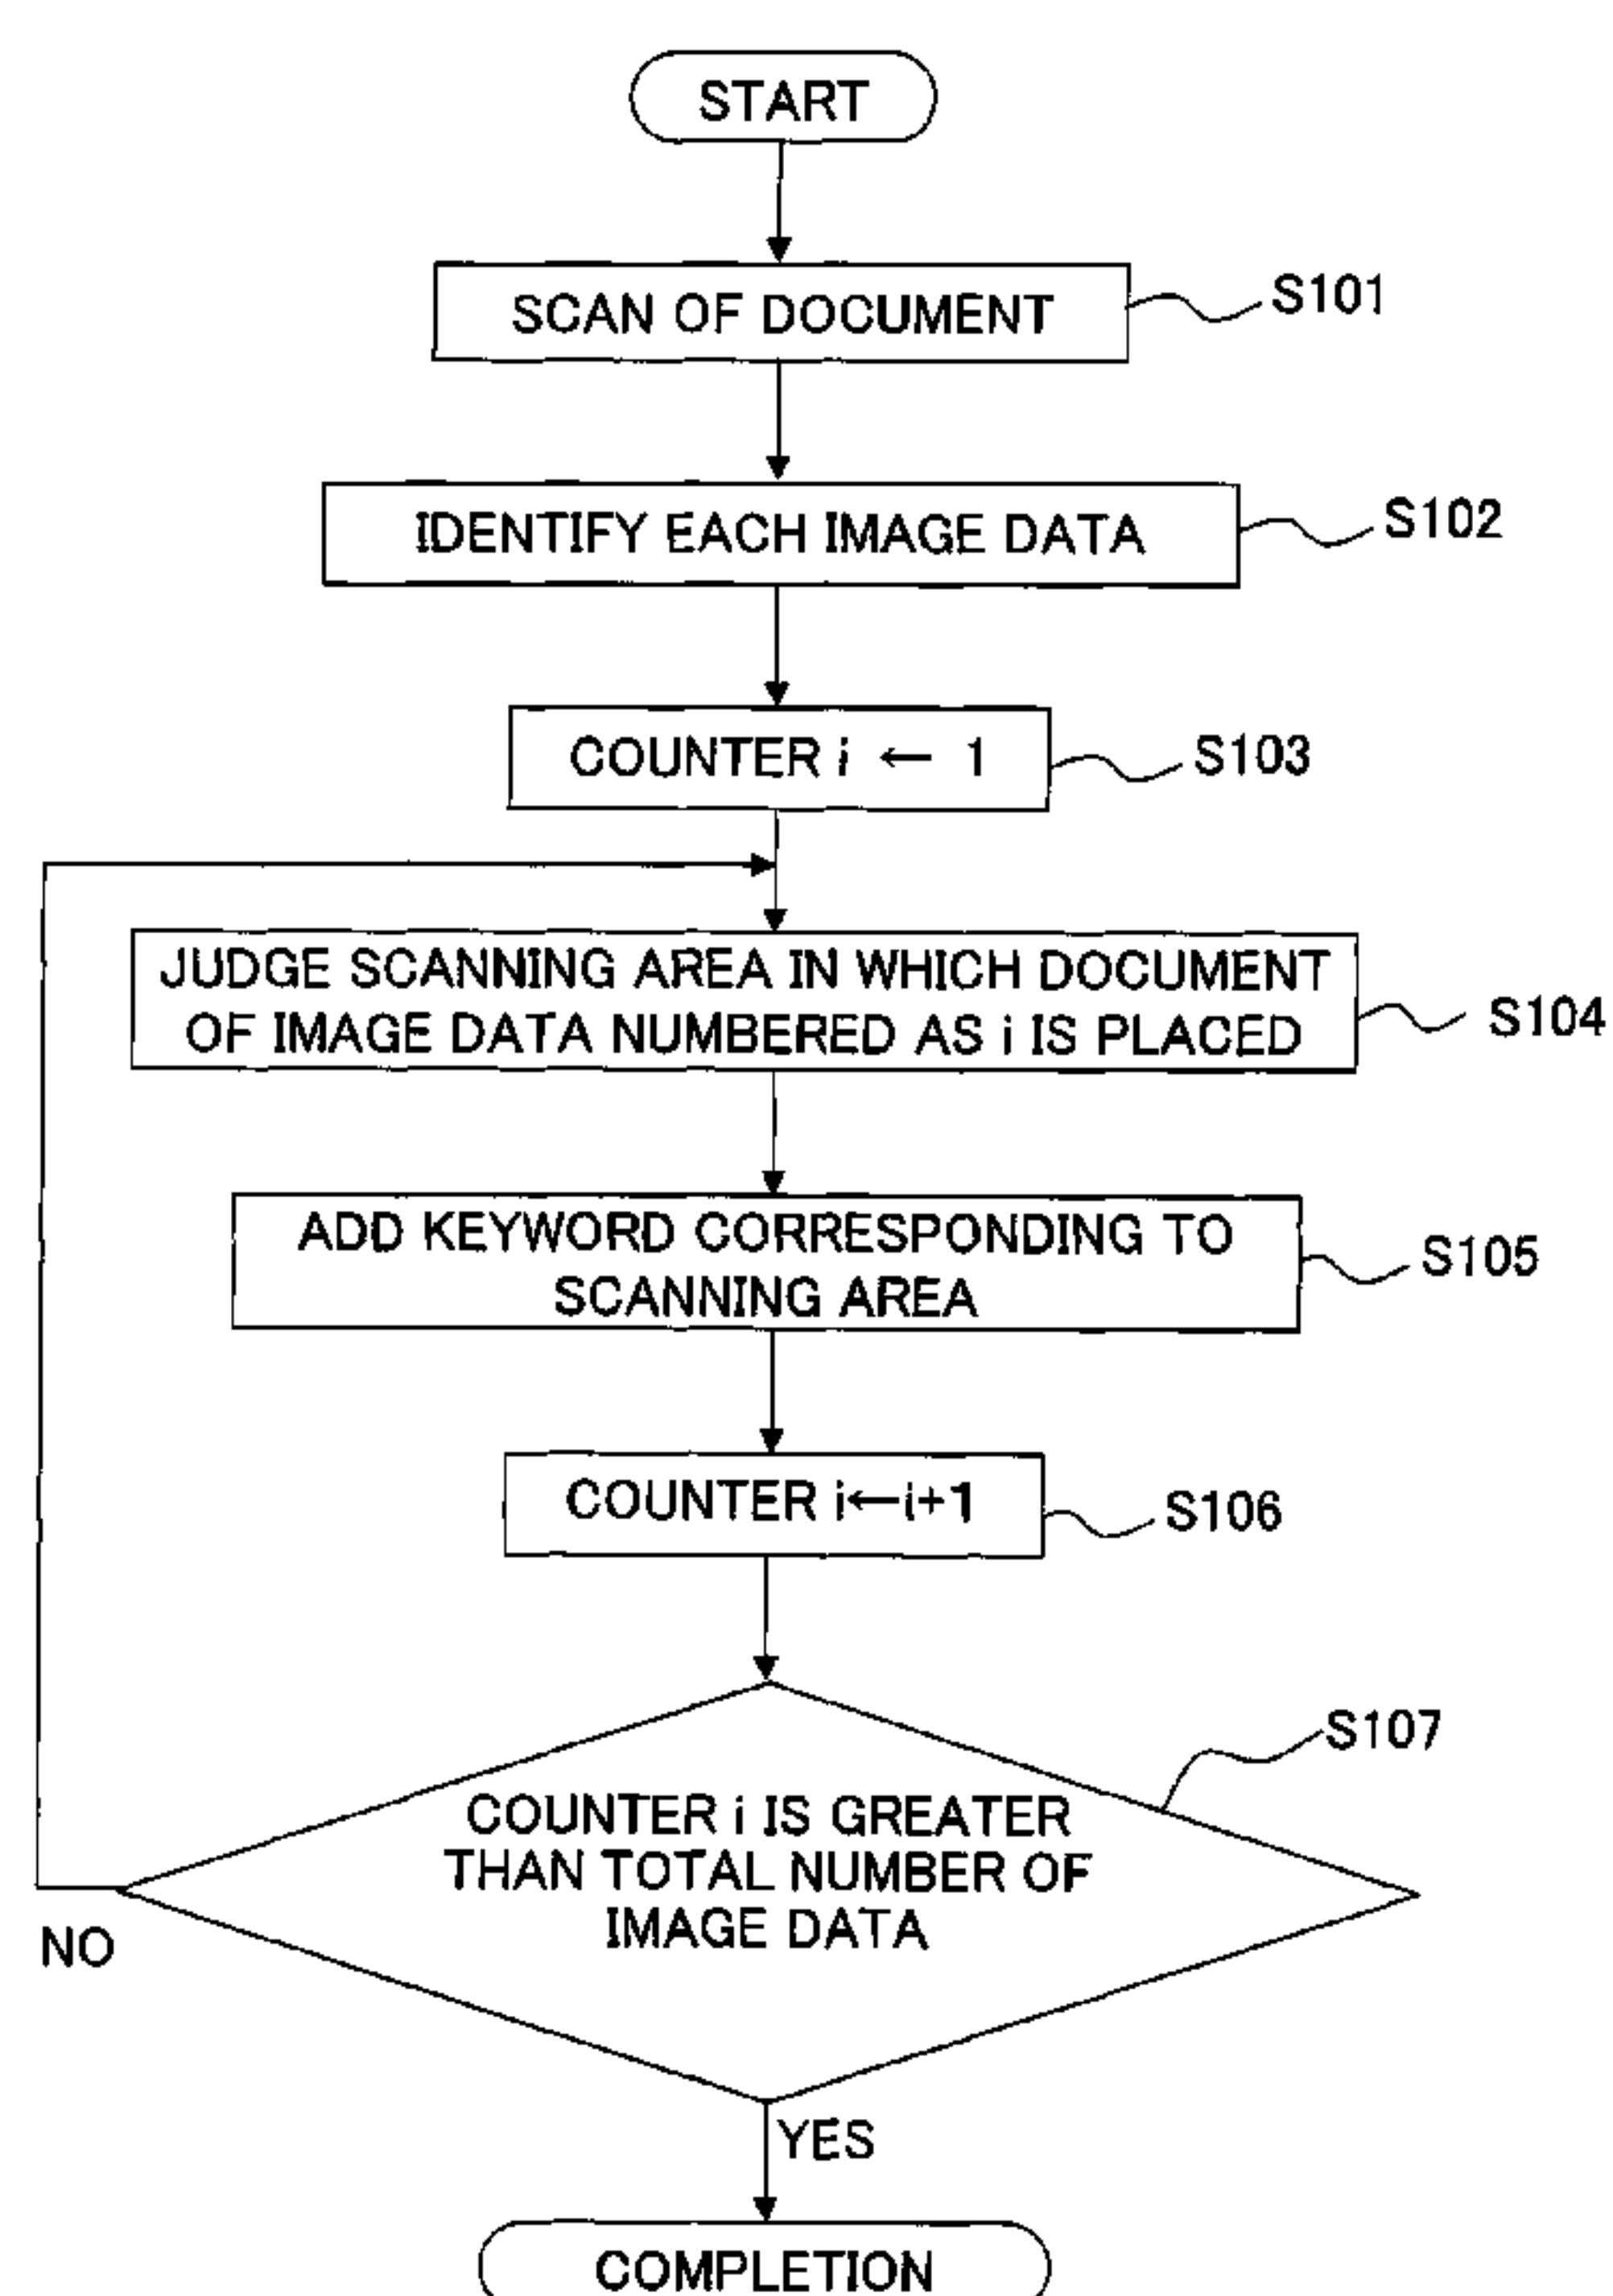 START
SCAN OF DOCUMENT
S101
IDENTIFY EACH IMAGE DATA
S102
COUNTER i ← 1
S103
JUDGE SCANNING AREA IN WHICH DOCUMENT
OF IMAGE DATA NUMBERED AS i IS PLACED
S104
ADD KEYWORD CORRESPONDING TO
SCANNING AREA
S105
COUNTER i←i+1
S106
S107
COUNTER i IS GREATER
THAN TOTAL NUMBER OF
IMAGE DATA
NO
YES
COMPLETION